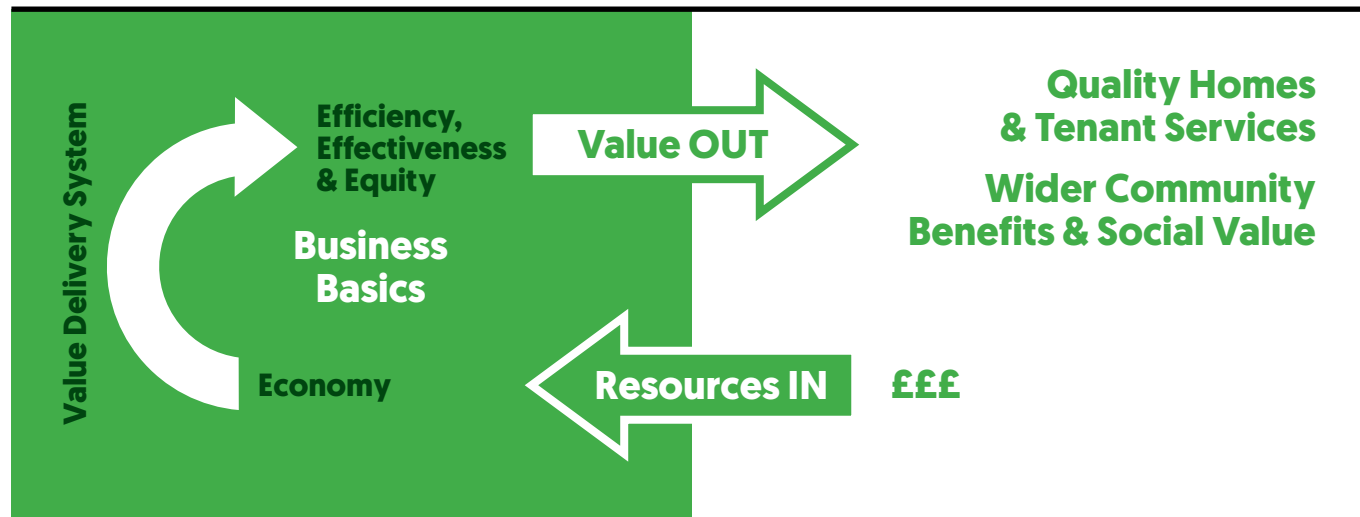 Value Delivery System
Efficiency,
Effectiveness
& Equity
Business
Basics
Economy
Value OUT
Resources IN
Quality Homes
& Tenant Services
Wider Community
Benefits & Social Value
£££